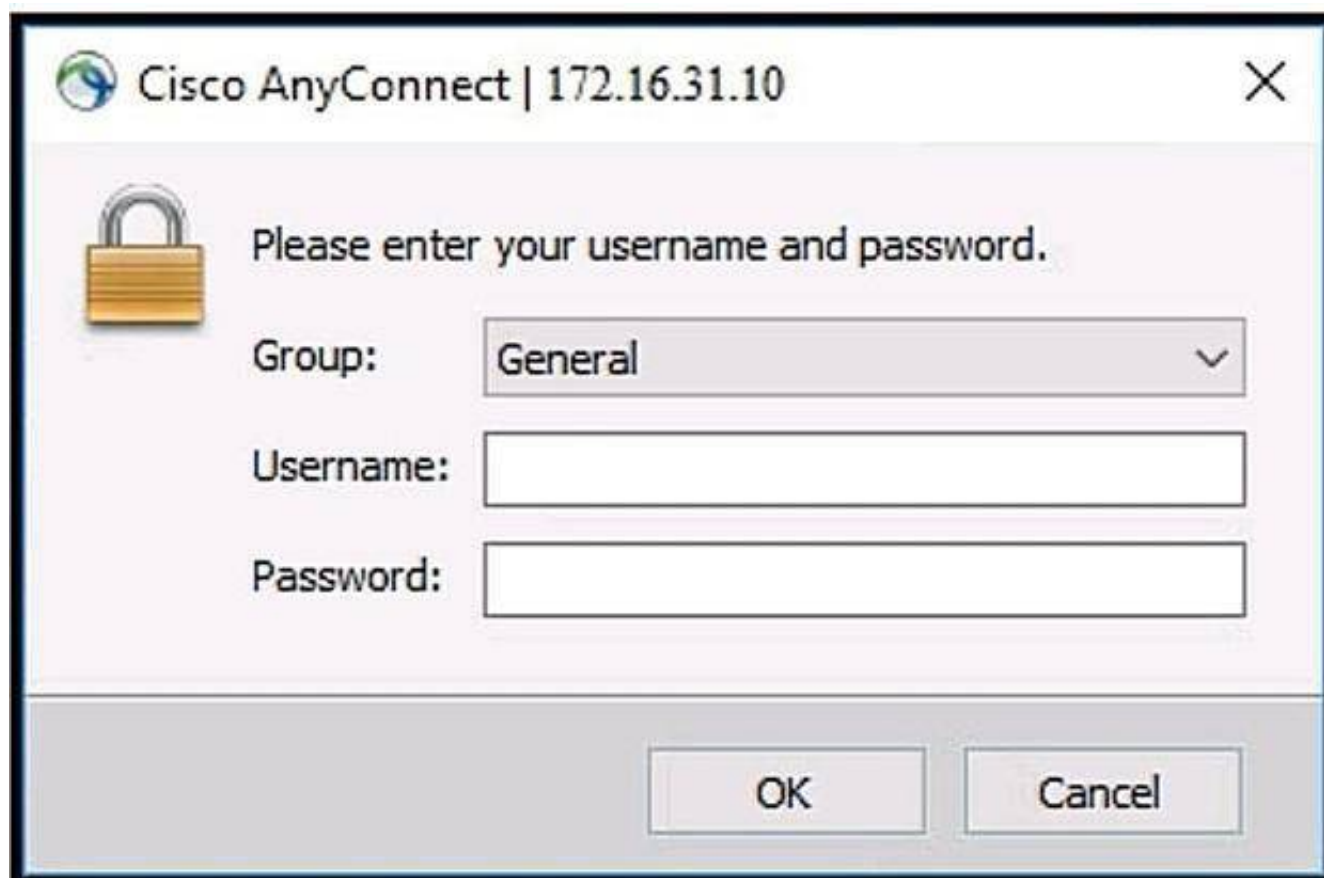 Cisco AnyConnect | 172.16.31.10
Please enter your username and password.
Group: General
Username:
Password:
OK Cancel